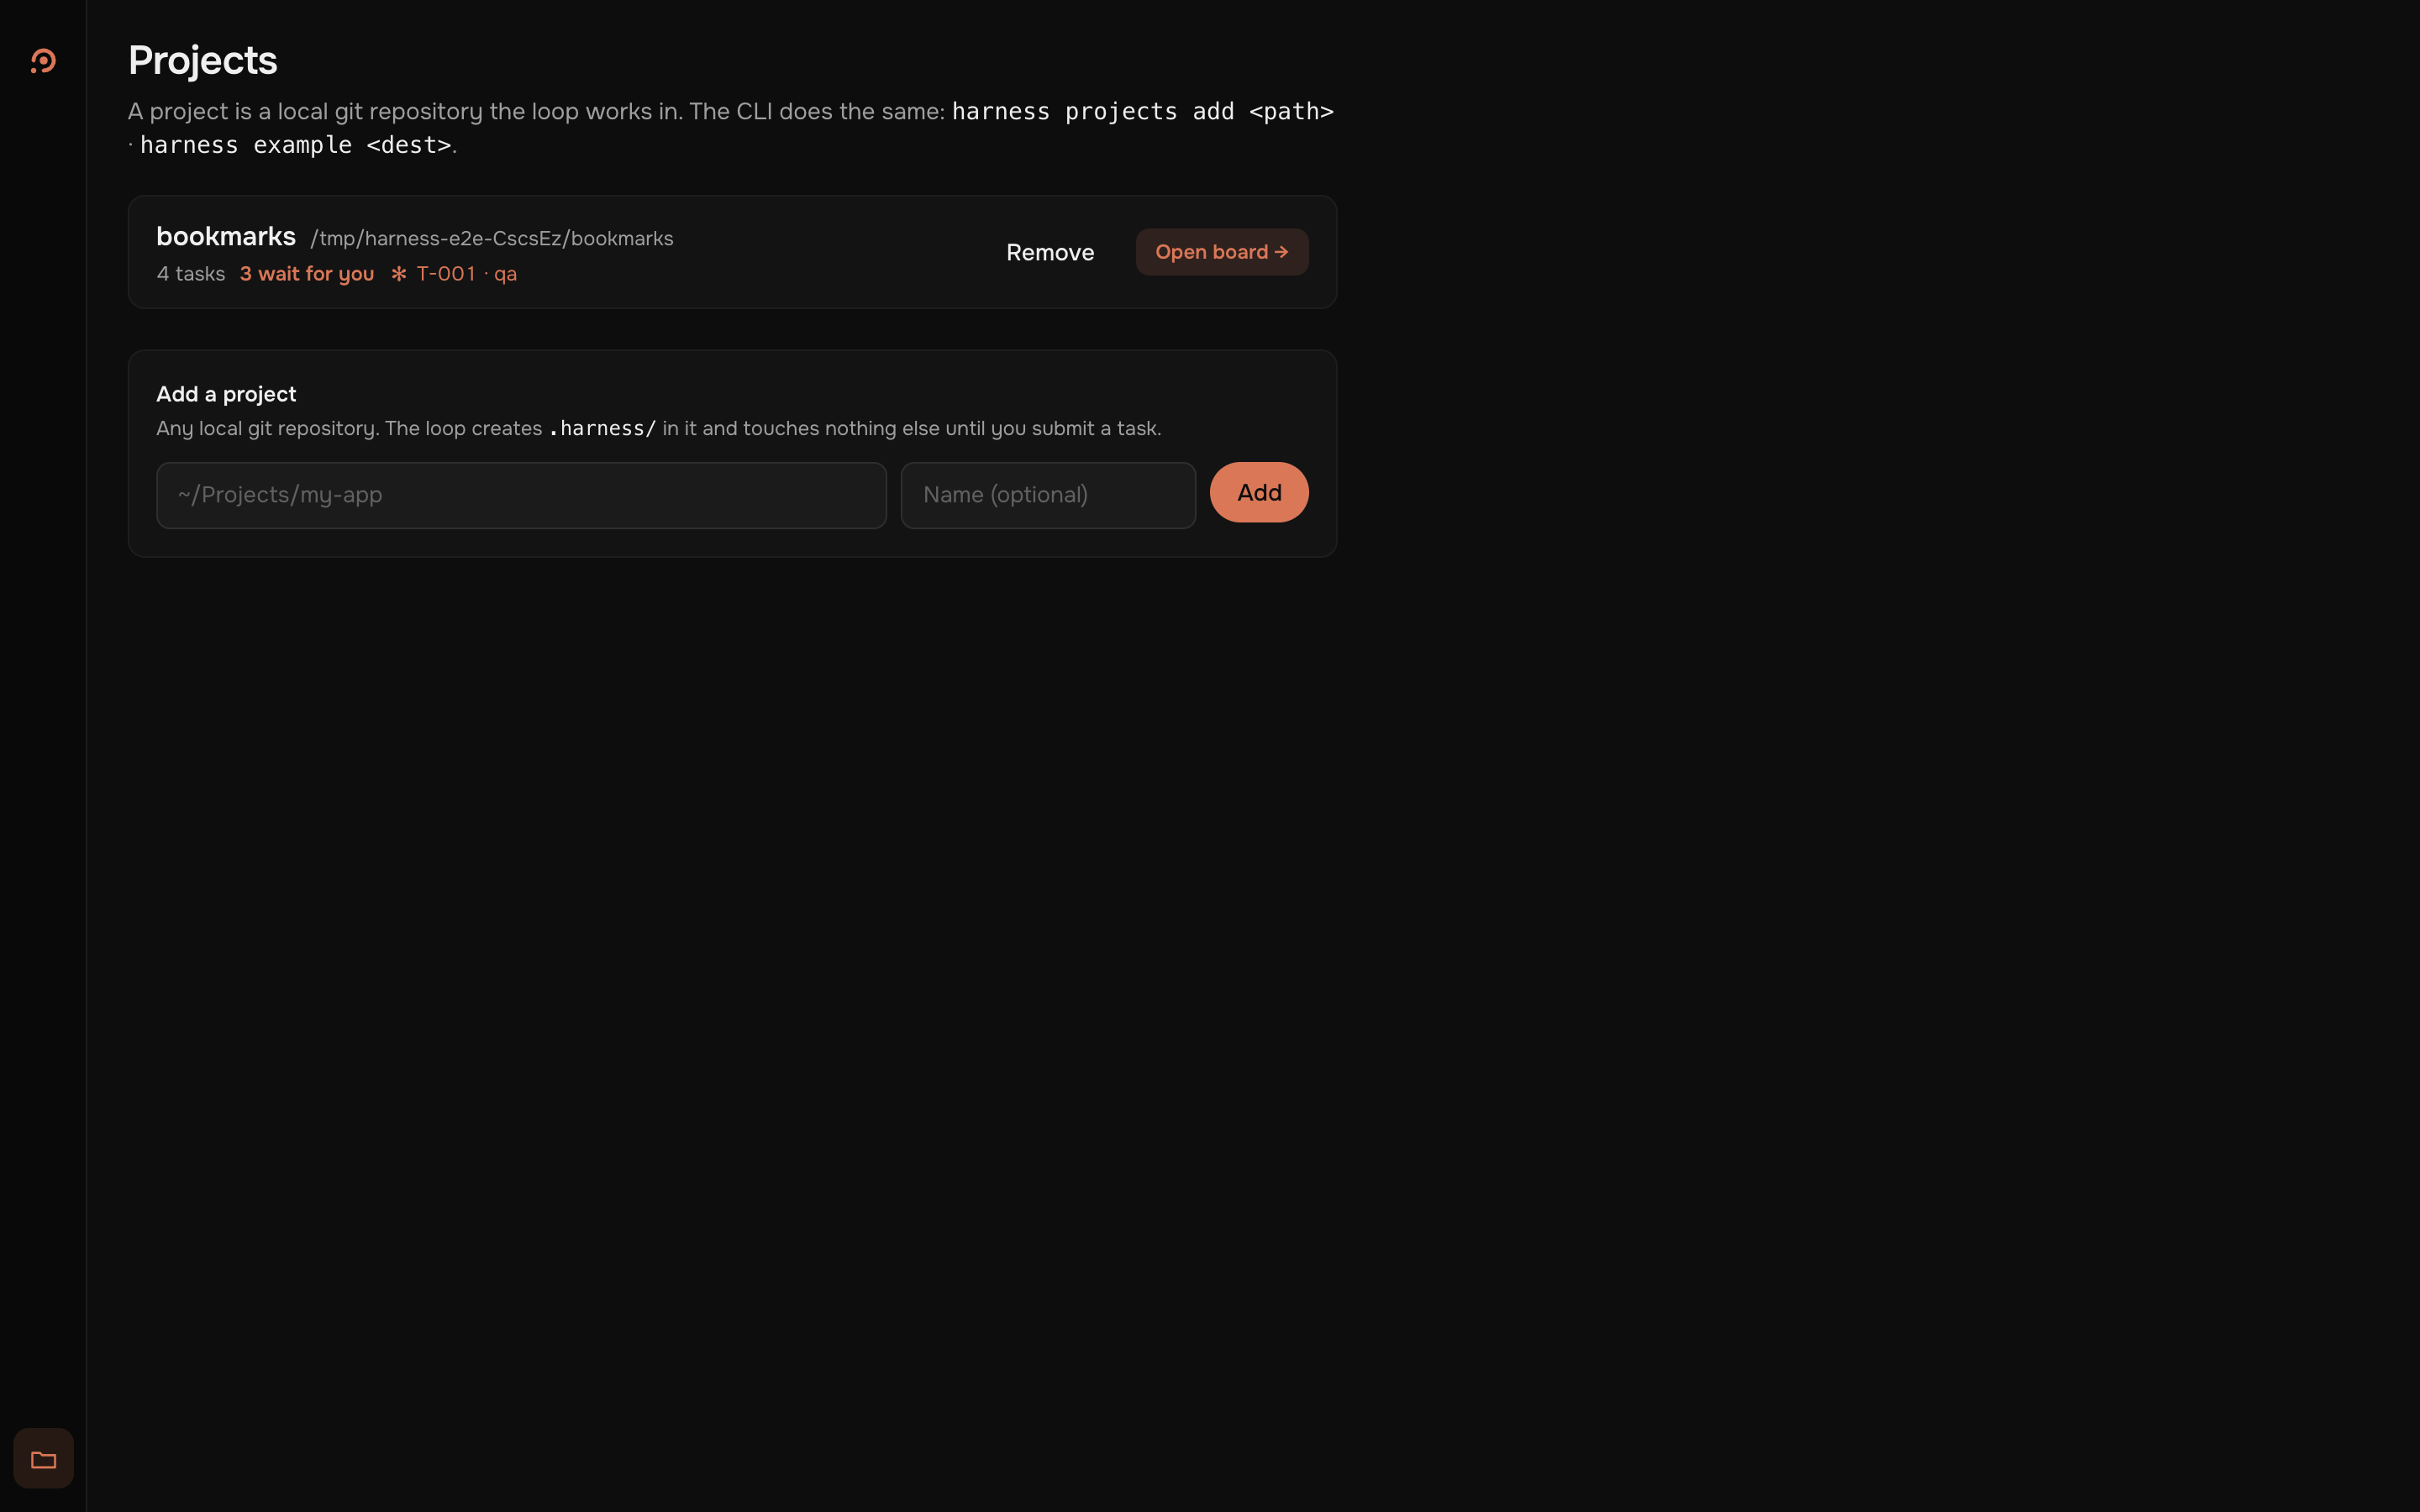 Projects
A project is a local git repository the loop works in. The CLI does the same: harness projects add <path>
· harness example <dest>.
bookmarks /tmp/harness-e2e-CscsEz/bookmarks
4 tasks 3 wait for you ✻ T-001 · qa
Remove
Open board →
Add a project
Any local git repository. The loop creates .harness/ in it and touches nothing else until you submit a task.
~/Projects/my-app
Name (optional)
Add